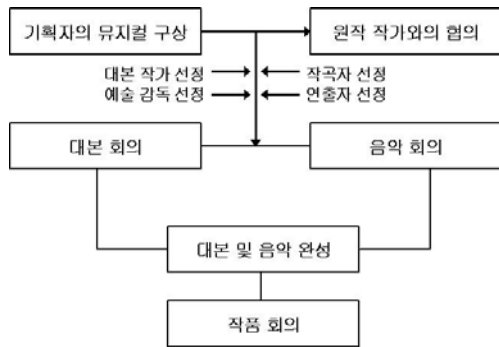 기획자의 뮤지컬 구상
원작 작가와의 협의
대본 작가 선정
작곡자 선정
예술 감독 선정
연출자 선정
대본 회의
음악 회의
대본 및 음악 완성
작품 회의